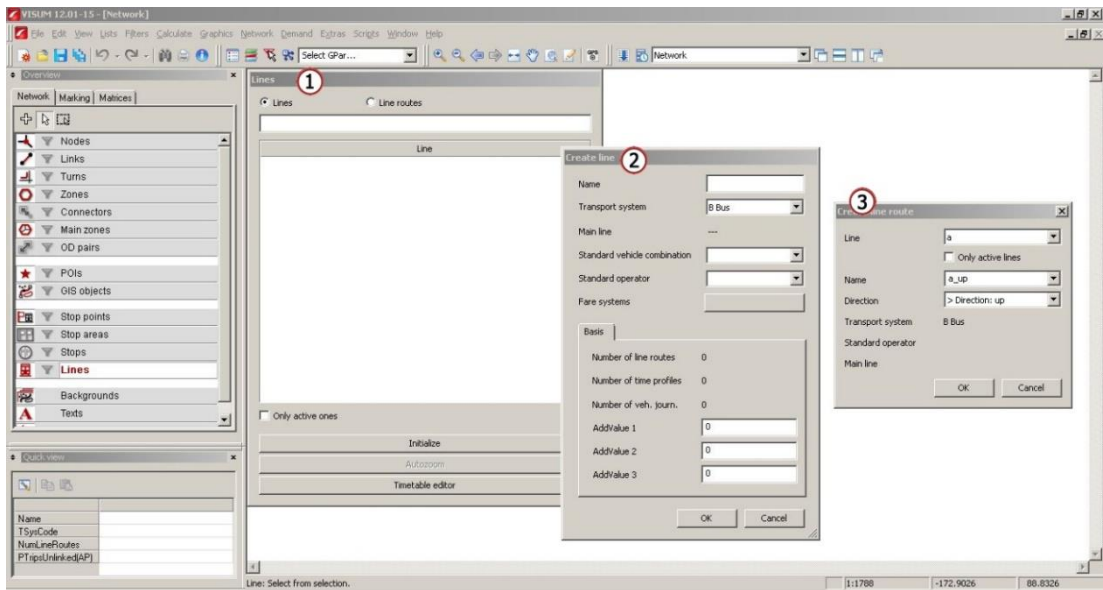 VISUM 12.01-15 - [Network]
File Edit View Lists Filters Calculate Graphics Network Demand Extras Scripts Window Help
Select GPar...
Network
Overview
Network Marking Matrices
Nodes
Links
Turns
Zones
Connectors
Main zones
OD pairs
POIs
GIS objects
Stop points
Stop areas
Stops
Lines
Backgrounds
Texts
Quick view
Name
TSysCode
NumLineRoutes
PTripsUnlinked(AP)
Lines
1
Lines Line routes
Line
Only active ones
Initialize
Autozoom
Timetable editor
Create line
2
Name
Transport system B Bus
Main line ---
Standard vehicle combination
Standard operator
Fare systems
Basis
Number of line routes 0
Number of time profiles 0
Number of veh. journ. 0
AddValue 1 0
AddValue 2 0
AddValue 3 0
OK Cancel
3
Create line route
Line a
Only active lines
Name a_up
Direction > Direction: up
Transport system B Bus
Standard operator
Main line
OK Cancel
Line: Select from selection.
1:1788 -172.9026 88.8326